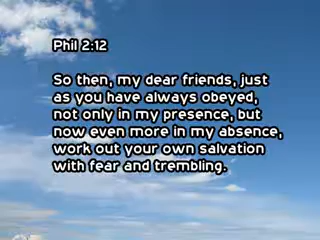 Phil 2:12
So then, my dear friends, just
as you have always obeyed,
not only in my presence, but
now even more in my absence,
work out your own salvation
with fear and trembling.